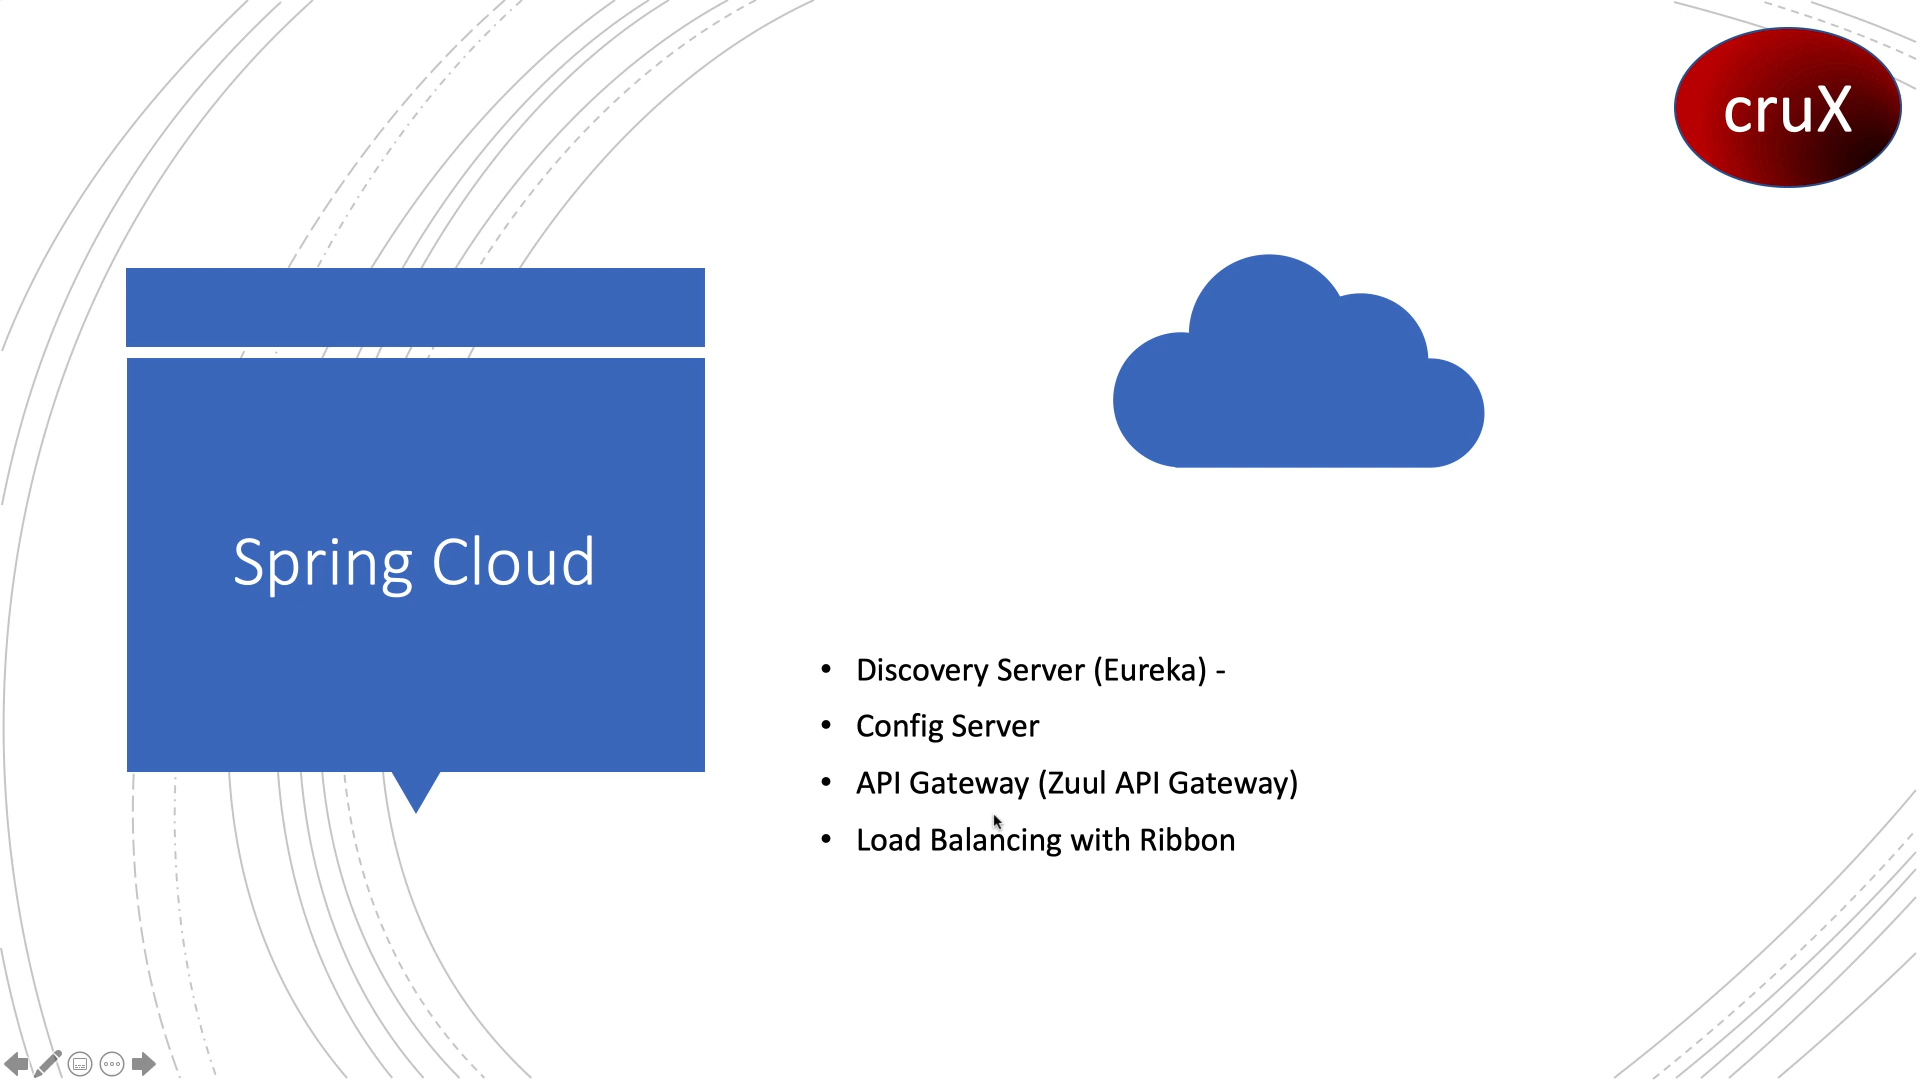 cruX
Spring Cloud
• Discovery Server (Eureka) -
• Config Server
• API Gateway (Zuul API Gateway)
• Load Balancing with Ribbon